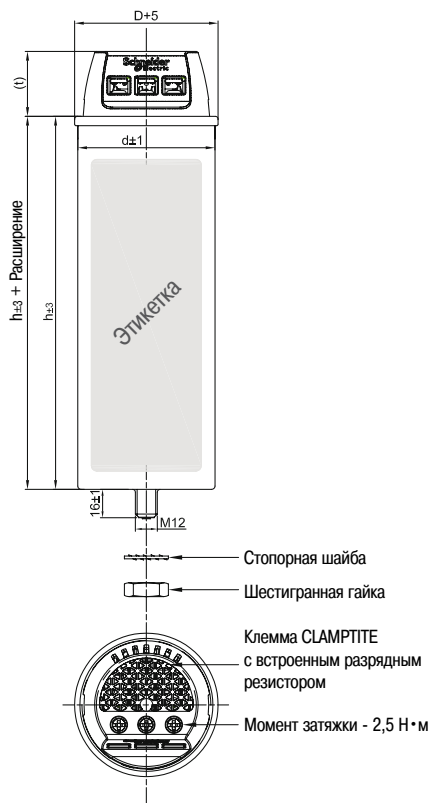 D+5
(t)
Schneider
Electric
d±1
h±3 + Расширение
h±3
Этикетка
16±1
M12
Стопорная шайба
Шестигранная гайка
Клемма CLAMPTITE
с встроенным разрядным
резистором
Момент затяжки - 2,5 Н•м